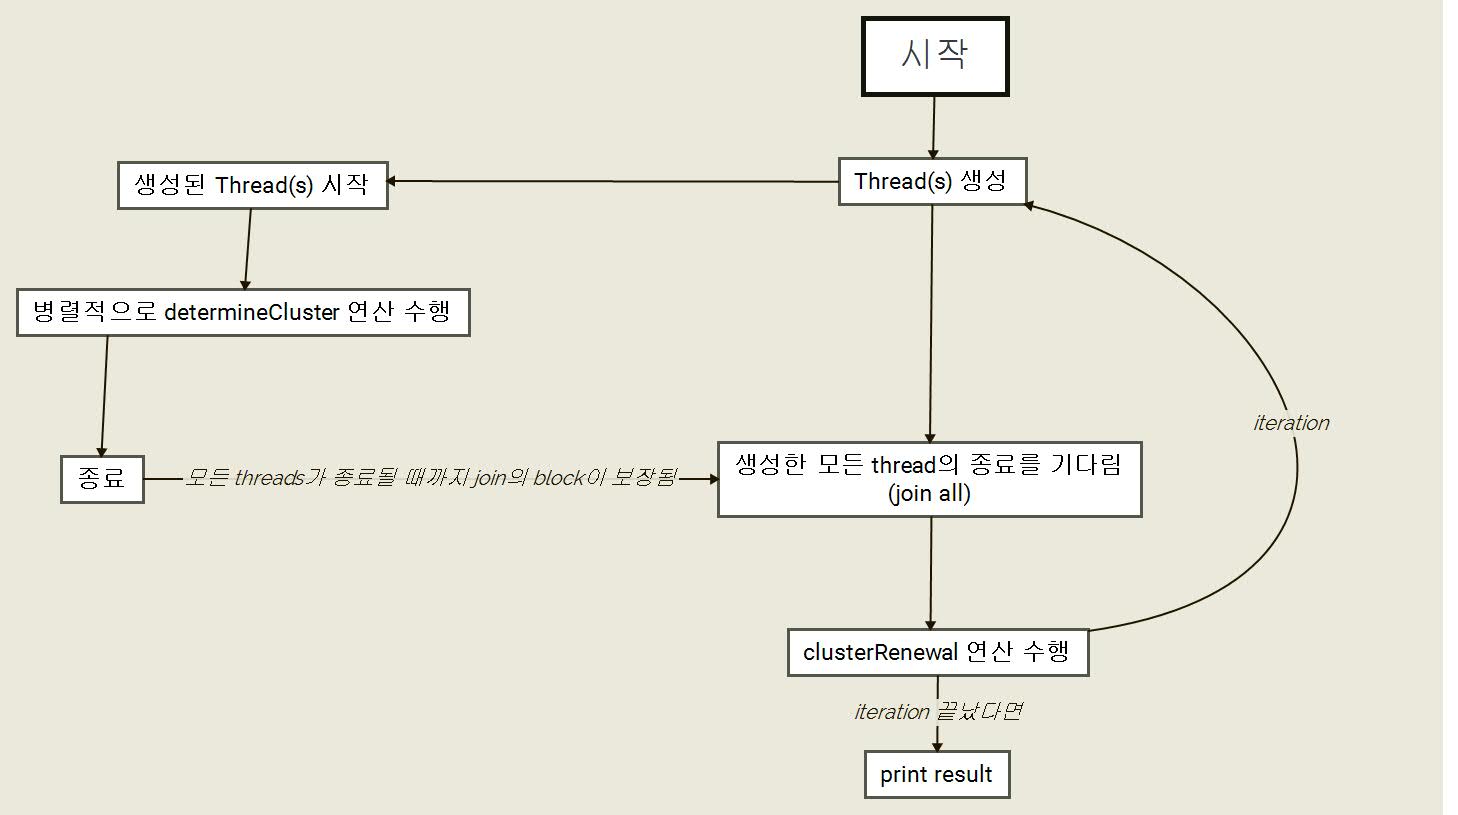 시작
Thread(s) 생성
생성된 Thread(s) 시작
병렬적으로 determineCluster 연산 수행
iteration
종료
모든 threads가 종료될 때까지 join의 block이 보장됨
생성한 모든 thread의 종료를 기다림
(join all)
clusterRenewal 연산 수행
iteration 끝났다면
print result